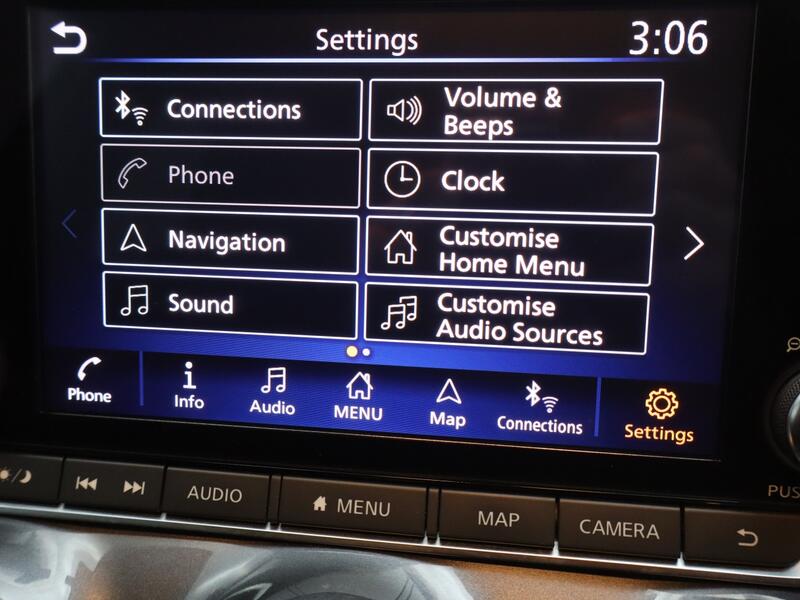 Settings
3:06
Connections
Volume &
Beeps
Phone
Clock
Navigation
Customise
Home Menu
Sound
Customise
Audio Sources
Phone
Info
Audio
MENU
Map
Connections
Settings
AUDIO
MENU
MAP
CAMERA